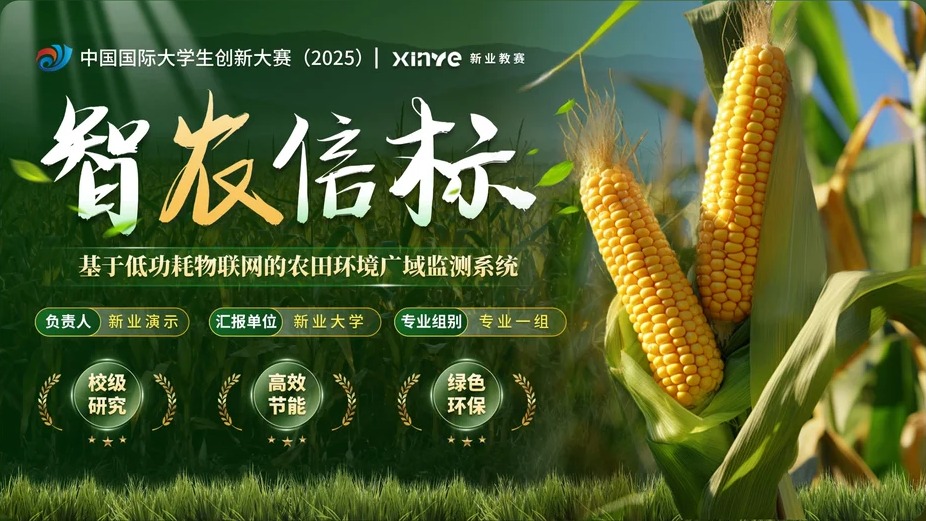 中国国际大学生创新大赛（2025） | xinye 新业教赛
智农信标
基于低功耗物联网的农田环境广域监测系统
负责人 新业演示 汇报单位 新业大学 专业组别 专业一组
校级 高效 绿色
研究 节能 环保